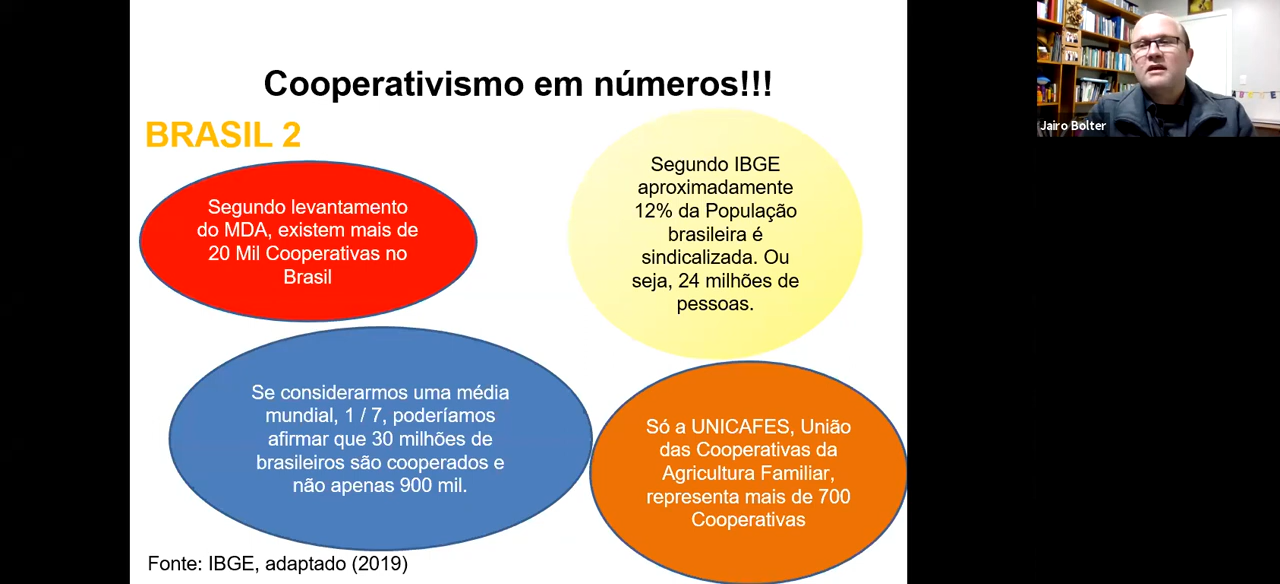 Cooperativismo em números!!!
BRASIL 2
Segundo levantamento
do MDA, existem mais de
20 Mil Cooperativas no
Brasil
Segundo IBGE
aproximadamente
12% da População
brasileira é
sindicalizada. Ou
seja, 24 milhões de
pessoas.
Se considerarmos uma média
mundial, 1 / 7, poderíamos
afirmar que 30 milhões de
brasileiros são cooperados e
não apenas 900 mil.
Só a UNICAFES, União
das Cooperativas da
Agricultura Familiar,
representa mais de 700
Cooperativas
Fonte: IBGE, adaptado (2019)
Jairo Bolter